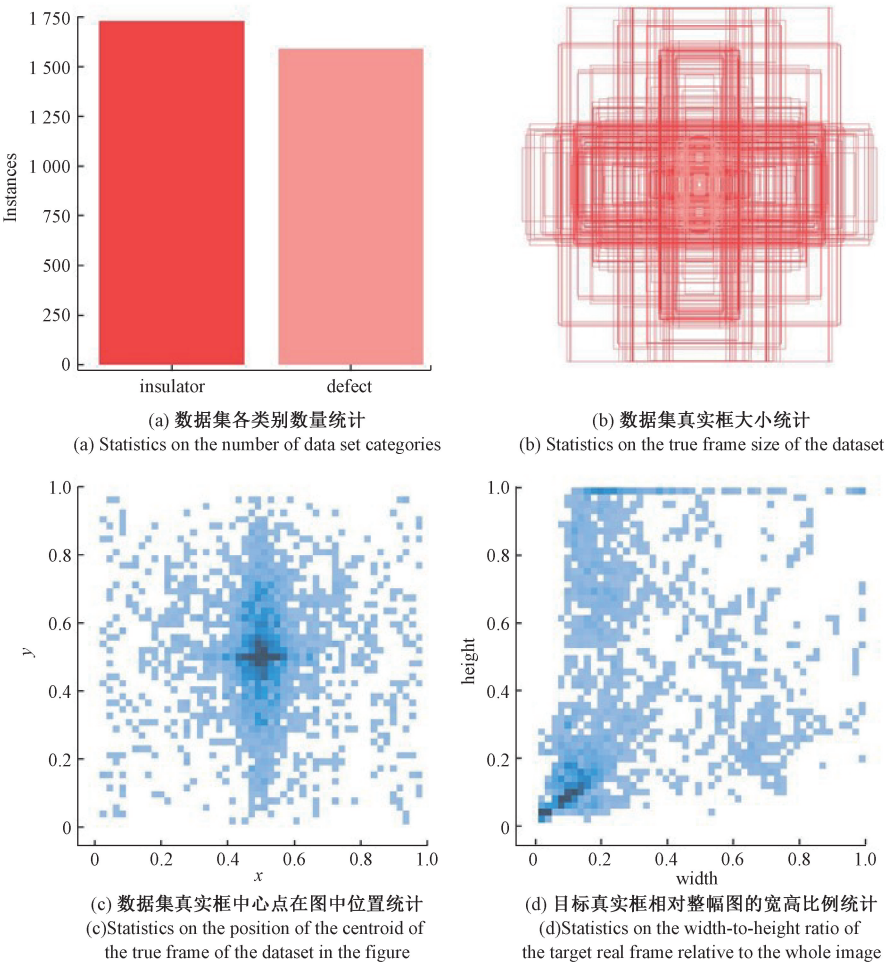 1 750
1 500
1 250
1 000
750
500
250
0
Instances
insulator
defect
(a) 数据集各类别数量统计
(a) Statistics on the number of data set categories
(b) 数据集真实框大小统计
(b) Statistics on the true frame size of the dataset
1.0
0.8
0.6
0.4
0.2
0
y
0
0.2
0.4
0.6
0.8
1.0
x
(c) 数据集真实框中心点在图中位置统计
(c)Statistics on the position of the centroid of
the true frame of the dataset in the figure
1.0
0.8
0.6
0.4
0.2
0
height
0
0.2
0.4
0.6
0.8
1.0
width
(d) 目标真实框相对整幅图的宽高比例统计
(d)Statistics on the width-to-height ratio of
the target real frame relative to the whole image